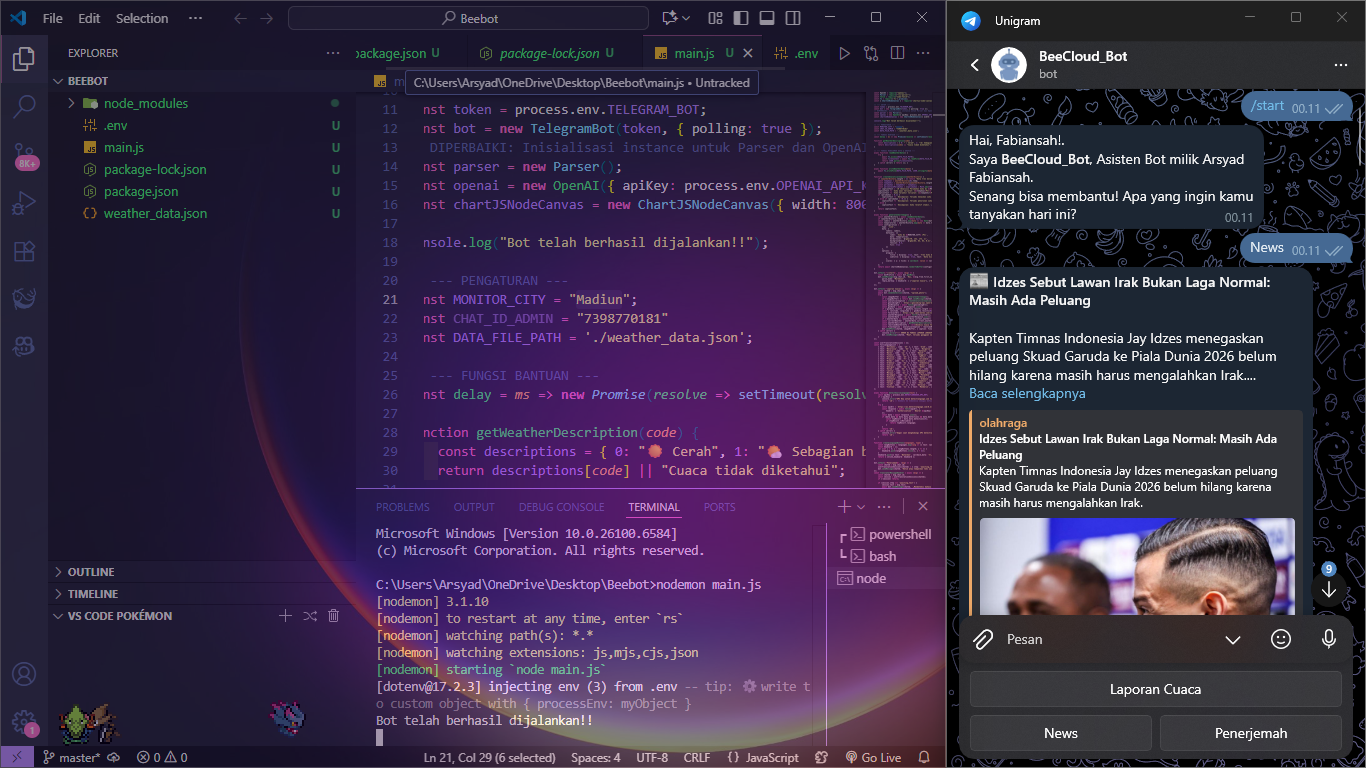 File Edit Selection ··· Beebot
EXPLORER ···
BEEBOT
node_modules
.env U
main.js U
package-lock.json U
package.json U
weather_data.json U
8K+
1
OUTLINE
TIMELINE
VS CODE POKÉMON
package.json U package-lock.json U main.js U .env ···
C:\Users\Arsyad\OneDrive\Desktop\Beebot\main.js • Untracked
11 nst token = process.env.TELEGRAM_BOT;
12 nst bot = new TelegramBot(token, { polling: true });
13 DIPERBAIKI: Inisialisasi instance untuk Parser dan OpenAI
14 nst parser = new Parser();
15 nst openai = new OpenAI({ apiKey: process.env.OPENAI_API_K
16 nst chartJSNodeCanvas = new ChartJSNodeCanvas({ width: 800
17
18 nsole.log("Bot telah berhasil dijalankan!!");
19
20 --- PENGATURAN ---
21 nst MONITOR_CITY = "Madiun";
22 nst CHAT_ID_ADMIN = "7398770181"
23 nst DATA_FILE_PATH = './weather_data.json';
24
25 --- FUNGSI BANTUAN ---
26 nst delay = ms => new Promise(resolve => setTimeout(resolv
27
28 nction getWeatherDescription(code) {
29 const descriptions = { 0: "☀️ Cerah", 1: "🌤️ Sebagian b
30 return descriptions[code] || "Cuaca tidak diketahui";
PROBLEMS OUTPUT DEBUG CONSOLE TERMINAL PORTS
Microsoft Windows [Version 10.0.26100.6584]
(c) Microsoft Corporation. All rights reserved.
C:\Users\Arsyad\OneDrive\Desktop\Beebot>nodemon main.js
[nodemon] 3.1.10
[nodemon] to restart at any time, enter `rs`
[nodemon] watching path(s): *.*
[nodemon] watching extensions: js,mjs,cjs,json
[nodemon] starting `node main.js`
[dotenv@17.2.3] injecting env (3) from .env -- tip: ⚙️ write t
o custom object with { processEnv: myObject }
Bot telah berhasil dijalankan!!
powershell
bash
node
master* 0 0 Ln 21, Col 29 (6 selected) Spaces: 4 UTF-8 CRLF {} JavaScript Go Live
Unigram
BeeCloud_Bot
bot
/start 00.11
Hai, Fabiansah!.
Saya BeeCloud_Bot, Asisten Bot milik Arsyad
Fabiansah.
Senang bisa membantu! Apa yang ingin kamu
tanyakan hari ini? 00.11
News 00.11
📰 Idzes Sebut Lawan Irak Bukan Laga Normal:
Masih Ada Peluang
Kapten Timnas Indonesia Jay Idzes menegaskan
peluang Skuad Garuda ke Piala Dunia 2026 belum
hilang karena masih harus mengalahkan Irak....
Baca selengkapnya
olahraga
Idzes Sebut Lawan Irak Bukan Laga Normal: Masih Ada
Peluang
Kapten Timnas Indonesia Jay Idzes menegaskan peluang
Skuad Garuda ke Piala Dunia 2026 belum hilang karena
masih harus mengalahkan Irak.
9
Pesan
Laporan Cuaca
News Penerjemah